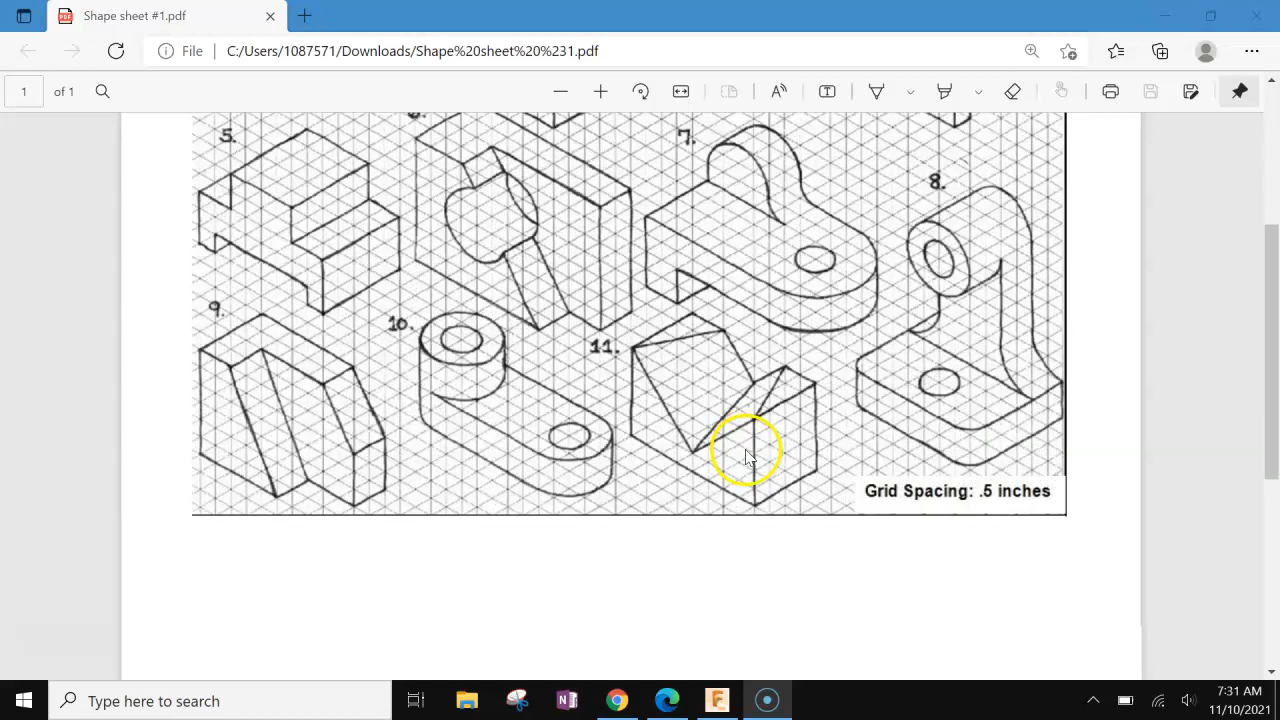 Shape sheet #1.pdf
File
C:/Users/1087571/Downloads/Shape%20sheet%20%231.pdf
1
of 1
5.
7.
8.
9.
10.
11.
Grid Spacing: .5 inches
Type here to search
7:31 AM
11/10/2021